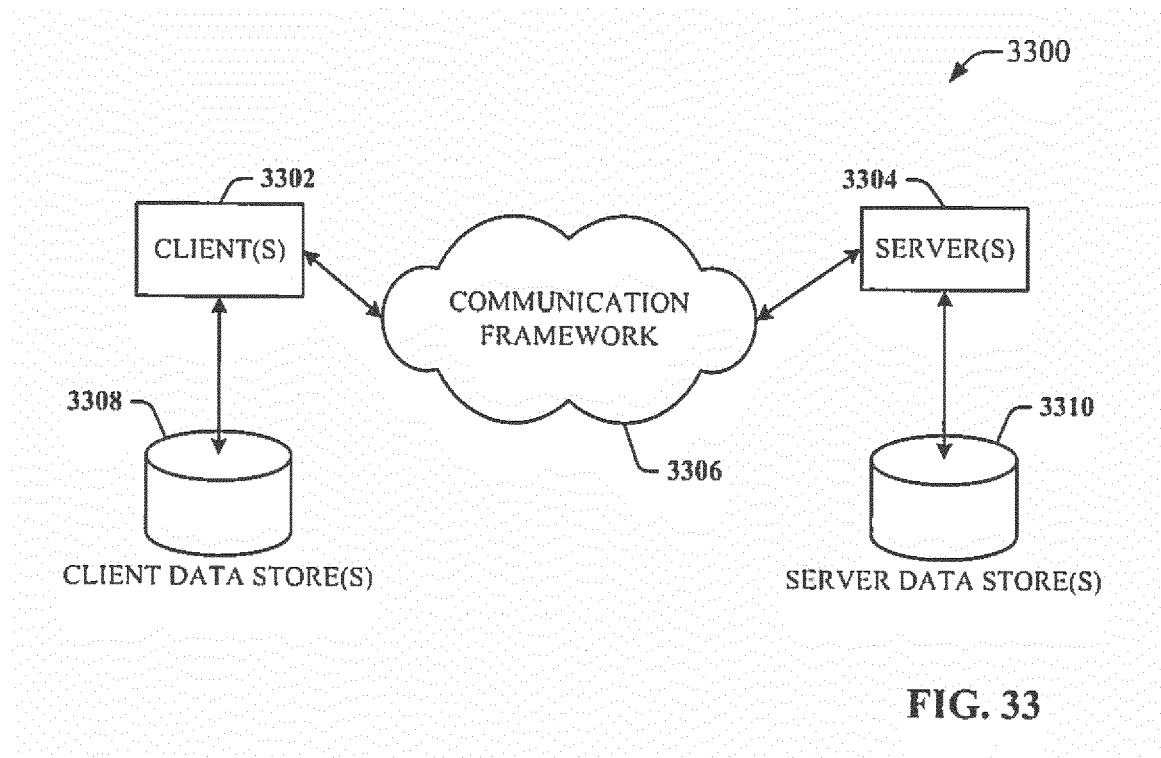 3300
3302
3304
CLIENT(S)
SERVER(S)
COMMUNICATION
FRAMEWORK
3308
3310
3306
CLIENT DATA STORE(S)
SERVER DATA STORE(S)
FIG. 33